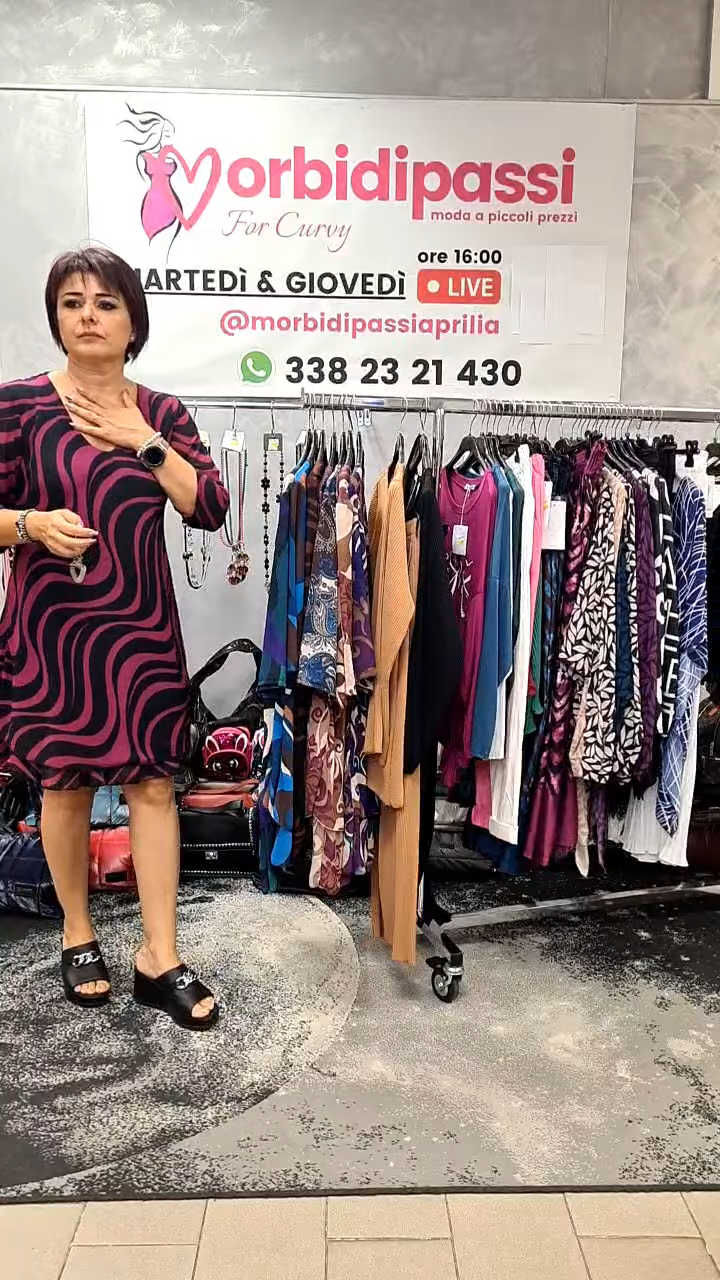 Morbidipassi
For Curvy
moda a piccoli prezzi
ore 16:00
MARTEDÌ & GIOVEDÌ
LIVE
@morbidipassiaprilia
338 23 21 430